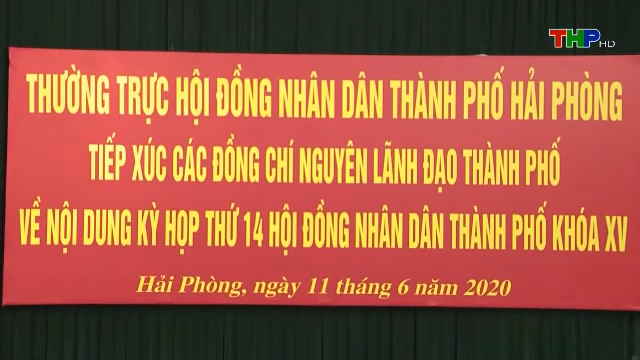 THP HD
THƯỜNG TRỰC HỘI ĐỒNG NHÂN DÂN THÀNH PHỐ HẢI PHÒNG
TIẾP XÚC CÁC ĐỒNG CHÍ NGUYÊN LÃNH ĐẠO THÀNH PHỐ
VỀ NỘI DUNG KỲ HỌP THỨ 14 HỘI ĐỒNG NHÂN DÂN THÀNH PHỐ KHÓA XV
Hải Phòng, ngày 11 tháng 6 năm 2020